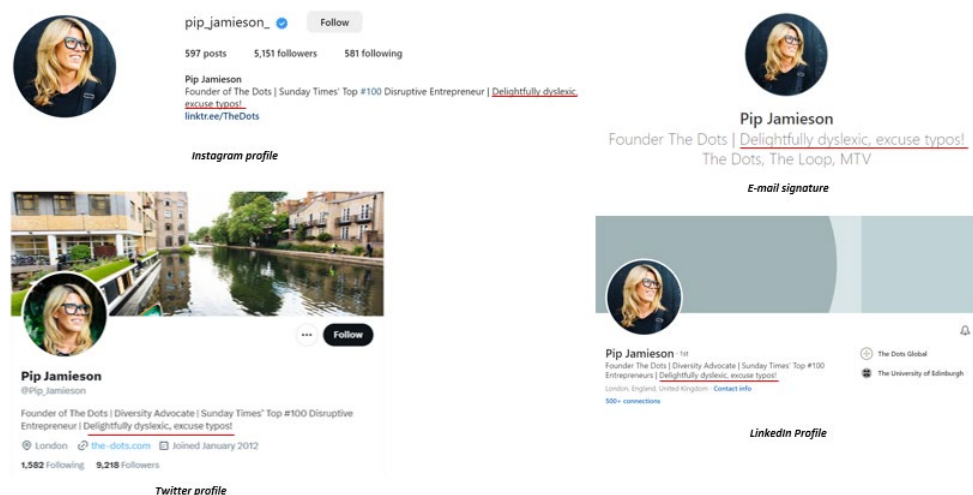 pip_jamieson_
Follow
597 posts 5,151 followers 581 following
Pip Jamieson
Founder of The Dots | Sunday Times' Top #100 Disruptive Entrepreneur | Delightfully dyslexic,
excuse typos!
linktr.ee/TheDots
Instagram profile
Pip Jamieson
Founder The Dots | Delightfully dyslexic, excuse typos!
The Dots, The Loop, MTV
E-mail signature
Follow
Pip Jamieson
@Pip_Jamieson
Founder of The Dots | Diversity Advocate | Sunday Times' Top #100 Disruptive
Entrepreneur | Delightfully dyslexic, excuse typos!
London the-dots.com Joined January 2012
1,582 Following 9,218 Followers
Twitter profile
Pip Jamieson · 1st
Founder The Dots | Diversity Advocate | Sunday Times' Top #100
Entrepreneurs | Delightfully dyslexic, excuse typos!
London, England, United Kingdom · Contact info
500+ connections
The Dots Global
The University of Edinburgh
LinkedIn Profile